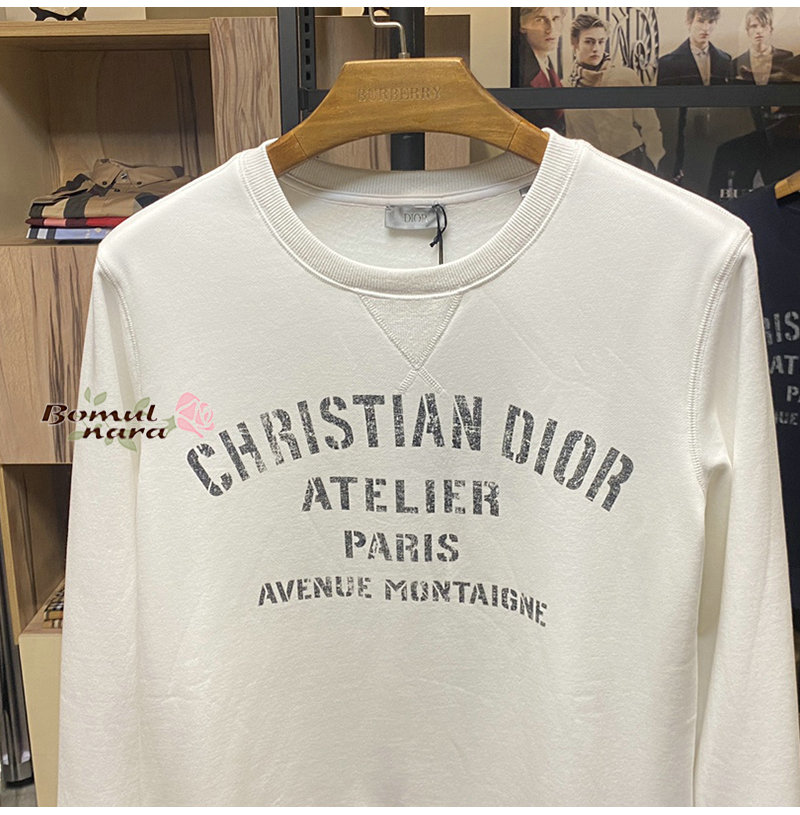 BURBERRY
DIOR
Bomul
nara
CHRISTIAN DIOR
ATELIER
PARIS
AVENUE MONTAIGNE